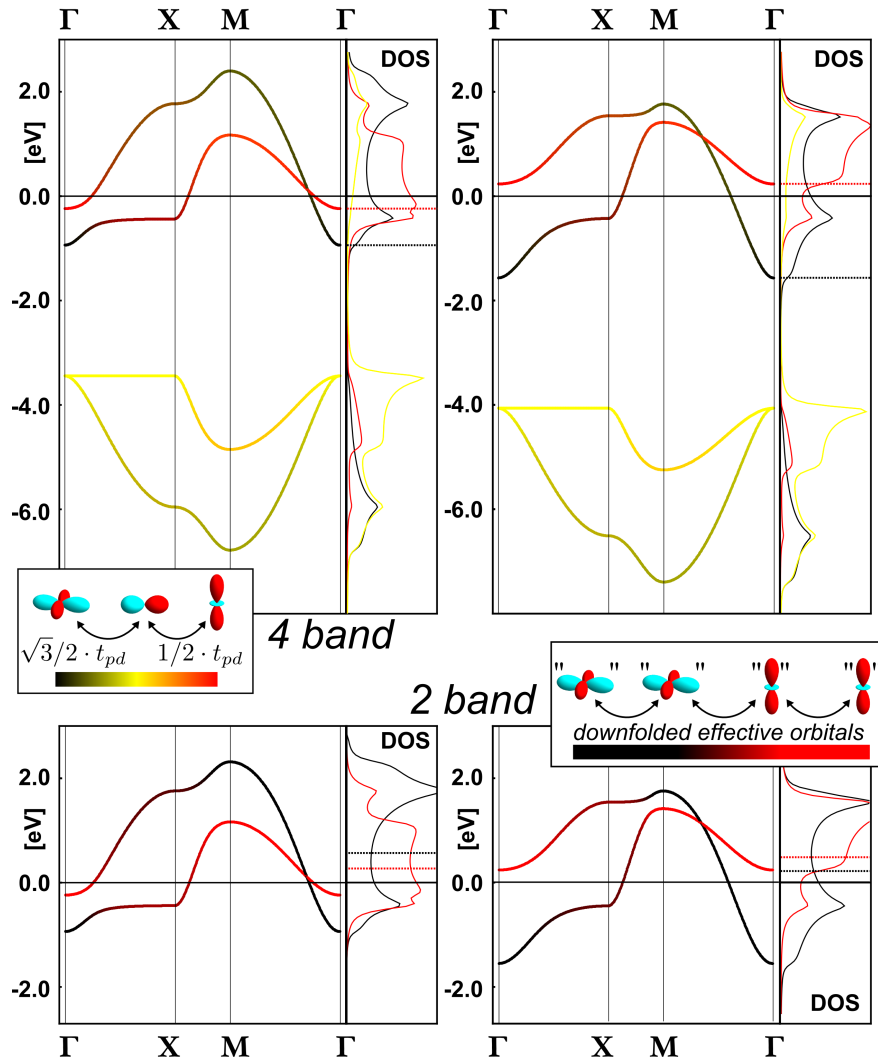 Γ X M Γ Γ X M Γ
DOS DOS
2.0 2.0
[eV] [eV]
0.0 0.0
-2.0 -2.0
-4.0 -4.0
-6.0 -6.0
√3/2 · t_pd 1/2 · t_pd
4 band
2 band
" " " " " " " "
downfolded effective orbitals
DOS
2.0 2.0
[eV] [eV]
0.0 0.0
-2.0 -2.0
DOS
Γ X M Γ Γ X M Γ